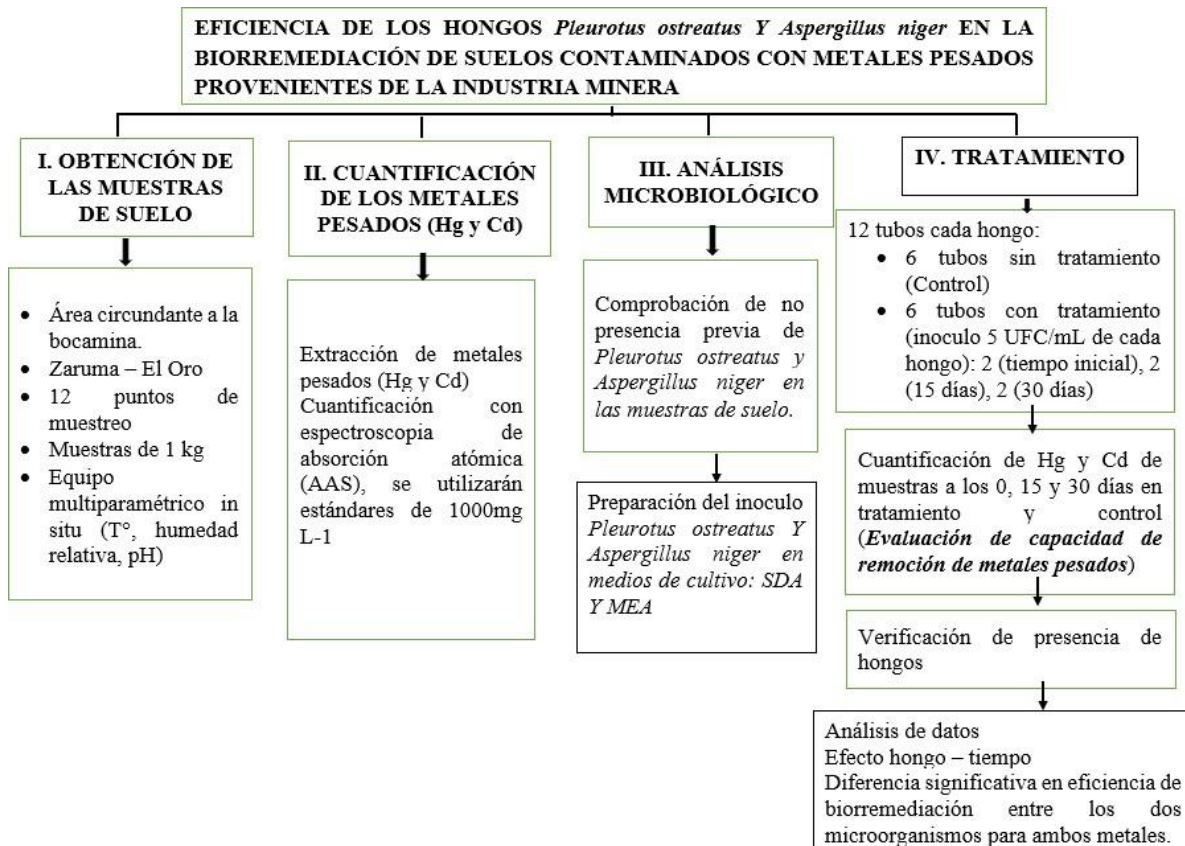 EFICIENCIA DE LOS HONGOS Pleurotus ostreatus Y Aspergillus niger EN LA
BIORREMEDIACIÓN DE SUELOS CONTAMINADOS CON METALES PESADOS
PROVENIENTES DE LA INDUSTRIA MINERA
I. OBTENCIÓN DE
LAS MUESTRAS
DE SUELO
• Área circundante a la
bocamina.
• Zaruma – El Oro
• 12 puntos de
muestreo
• Muestras de 1 kg
• Equipo
multiparamétrico in
situ (T°, humedad
relativa, pH)
II. CUANTIFICACIÓN
DE LOS METALES
PESADOS (Hg y Cd)
Extracción de metales
pesados (Hg y Cd)
Cuantificación con
espectroscopia de
absorción atómica
(AAS), se utilizarán
estándares de 1000mg
L-1
III. ANÁLISIS
MICROBIOLÓGICO
Comprobación de no
presencia previa de
Pleurotus ostreatus y
Aspergillus niger en
las muestras de suelo.
Preparación del inoculo
Pleurotus ostreatus Y
Aspergillus niger en
medios de cultivo: SDA
Y MEA
IV. TRATAMIENTO
12 tubos cada hongo:
• 6 tubos sin tratamiento
(Control)
• 6 tubos con tratamiento
(inoculo 5 UFC/mL de cada
hongo): 2 (tiempo inicial), 2
(15 días), 2 (30 días)
Cuantificación de Hg y Cd de
muestras a los 0, 15 y 30 días en
tratamiento y control
(Evaluación de capacidad de
remoción de metales pesados)
Verificación de presencia de
hongos
Análisis de datos
Efecto hongo – tiempo
Diferencia significativa en eficiencia de
biorremediación entre los dos
microorganismos para ambos metales.